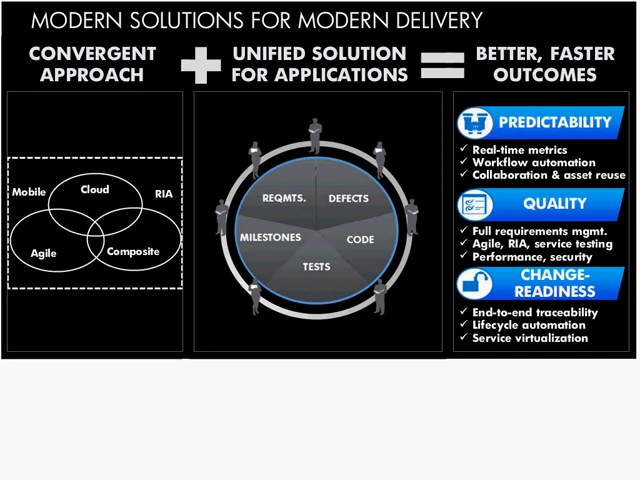 MODERN SOLUTIONS FOR MODERN DELIVERY
CONVERGENT
APPROACH
UNIFIED SOLUTION
FOR APPLICATIONS
BETTER, FASTER
OUTCOMES
Mobile
Cloud
RIA
Agile
Composite
REQMTS.
DEFECTS
MILESTONES
CODE
TESTS
PREDICTABILITY
✓ Real-time metrics
✓ Workflow automation
✓ Collaboration & asset reuse
QUALITY
✓ Full requirements mgmt.
✓ Agile, RIA, service testing
✓ Performance, security
CHANGE-
READINESS
✓ End-to-end traceability
✓ Lifecycle automation
✓ Service virtualization